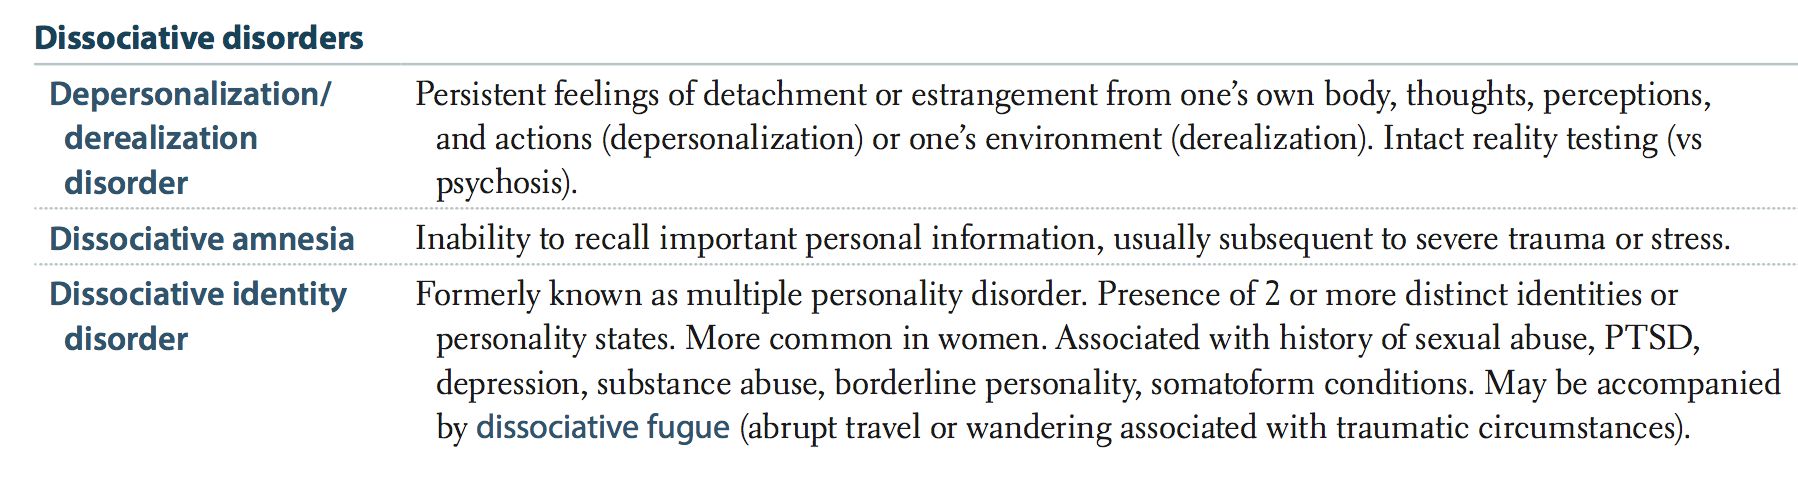 Dissociative disorders
Depersonalization/
derealization
disorder
Persistent feelings of detachment or estrangement from one’s own body, thoughts, perceptions,
and actions (depersonalization) or one’s environment (derealization). Intact reality testing (vs
psychosis).
Dissociative amnesia
Inability to recall important personal information, usually subsequent to severe trauma or stress.
Dissociative identity
disorder
Formerly known as multiple personality disorder. Presence of 2 or more distinct identities or
personality states. More common in women. Associated with history of sexual abuse, PTSD,
depression, substance abuse, borderline personality, somatoform conditions. May be accompanied
by dissociative fugue (abrupt travel or wandering associated with traumatic circumstances).